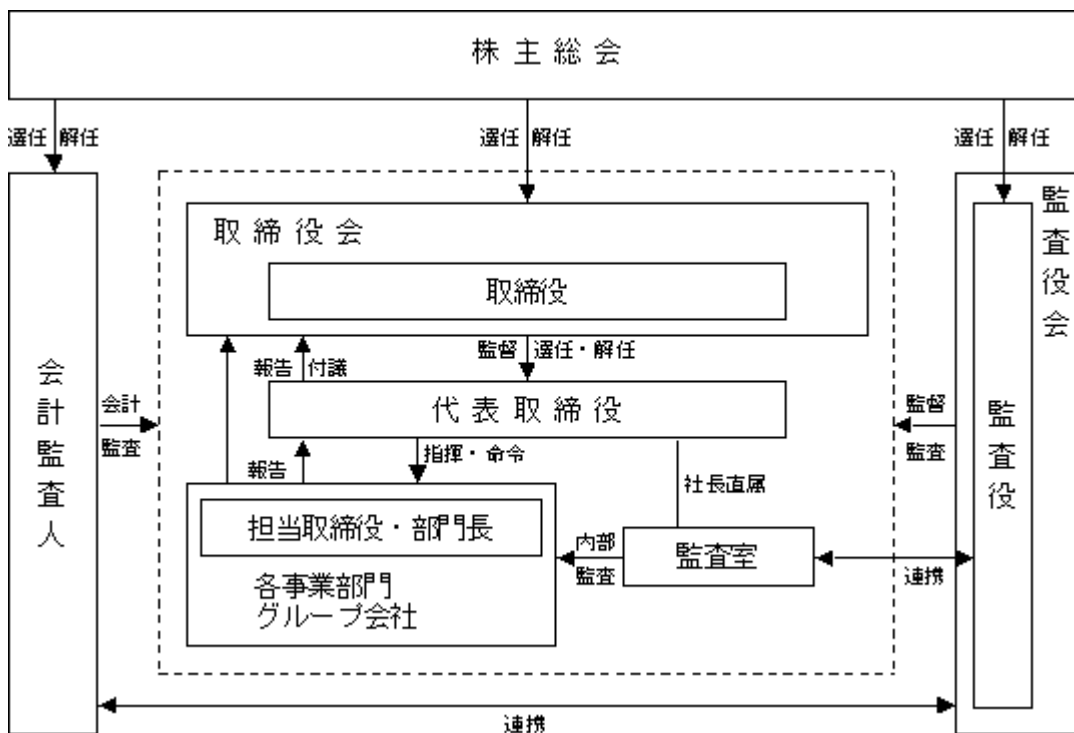 株主総会
選任 解任
選任 解任
選任 解任
会計監査人
監査役会
監査役
取締役会
取締役
報告 付議
監督 選任・解任
代表取締役
会計
監査
監督
監査
報告
指揮・命令
社長直属
担当取締役・部門長
各事業部門
グループ会社
内部
監査
監査室
連携
連携